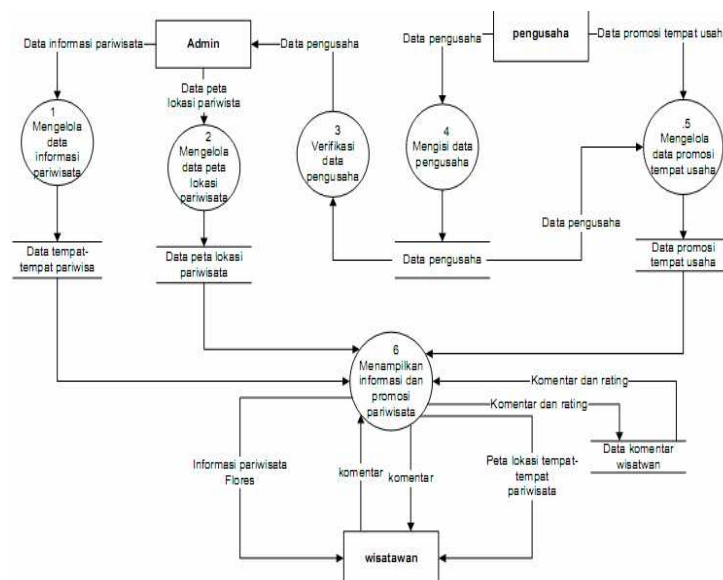 Data informasi pariwisata
Admin
Data pengusaha
Data pengusaha
pengusaha
Data promosi tempat usah
Data peta
lokasi pariwista
1
Mengelola
data
informasi
pariwisata
2
Mengelola
data peta
lokasi
pariwisata
3
Verifikasi
data
pengusaha
4
Mengisi data
pengusaha
.5
Mengelola
data promosi
tempat usaha
Data pengusaha
Data tempat-
tempat pariwisa
Data peta lokasi
pariwisata
Data pengusaha
Data promosi
tempat usaha
6
Menampilkan
informasi dan
promosi
pariwisata
Komentar dan rating
Komentar dan rating
Data komentar
wisatwan
Informasi pariwisata
Flores
komentar
komentar
Peta lokasi tempat-
tempat
pariwisata
wisatawan